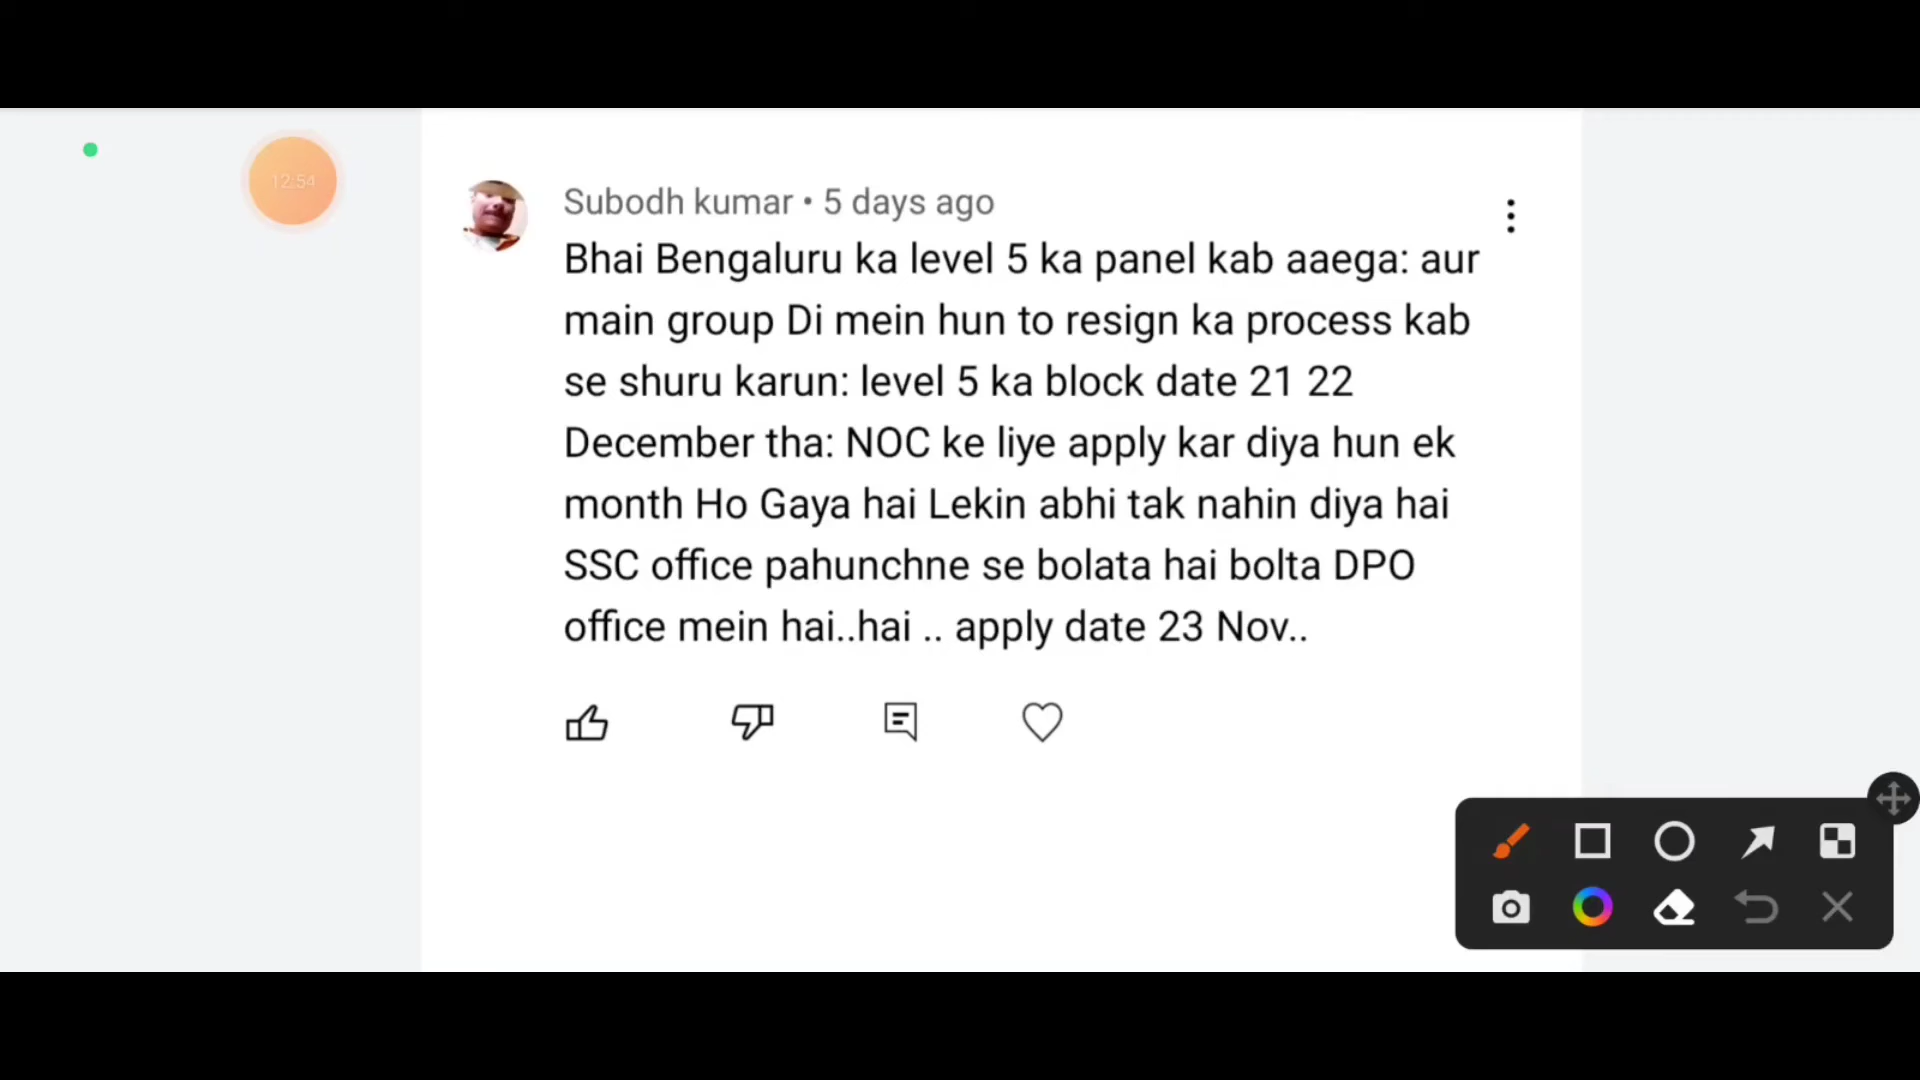 12:54
Subodh kumar • 5 days ago
Bhai Bengaluru ka level 5 ka panel kab aaega: aur
main group Di mein hun to resign ka process kab
se shuru karun: level 5 ka block date 21 22
December tha: NOC ke liye apply kar diya hun ek
month Ho Gaya hai Lekin abhi tak nahin diya hai
SSC office pahunchne se bolata hai bolta DPO
office mein hai..hai .. apply date 23 Nov..